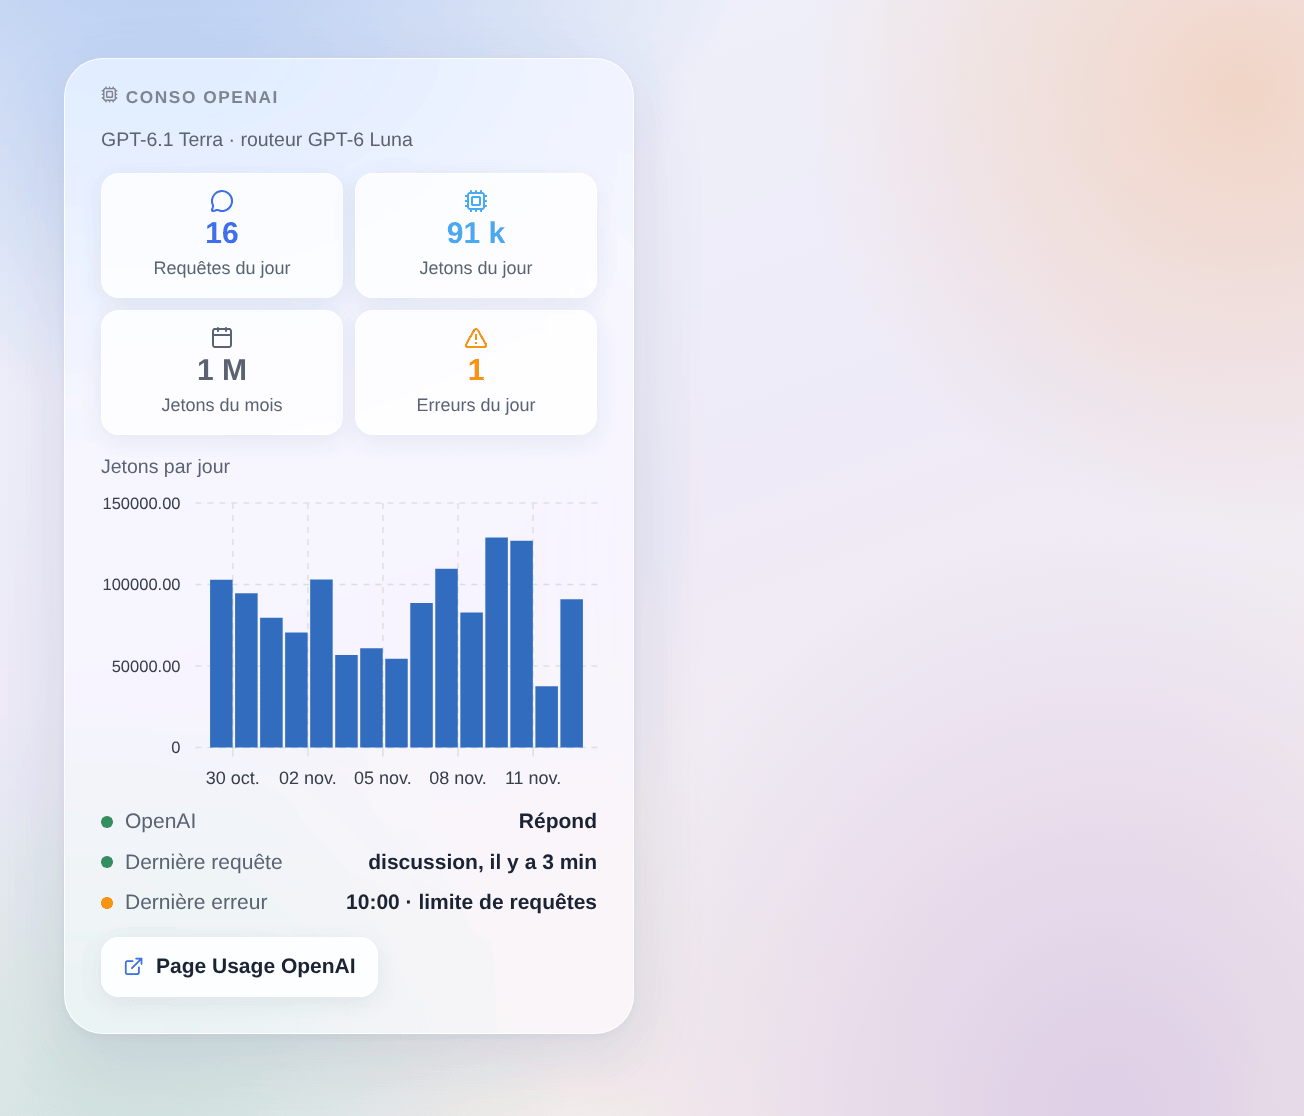 CONSO OPENAI
GPT-6.1 Terra · routeur GPT-6 Luna
16
Requêtes du jour
91 k
Jetons du jour
1 M
Jetons du mois
1
Erreurs du jour
Jetons par jour
150000.00
100000.00
50000.00
0
30 oct. 02 nov. 05 nov. 08 nov. 11 nov.
OpenAI Répond
Dernière requête discussion, il y a 3 min
Dernière erreur 10:00 · limite de requêtes
Page Usage OpenAI